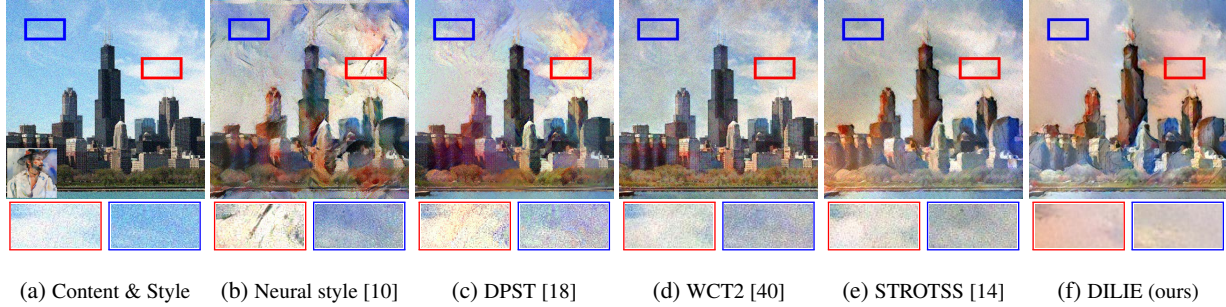 (a) Content & Style (b) Neural style [10] (c) DPST [18] (d) WCT2 [40] (e) STROTSS [14] (f) DILIE (ours)